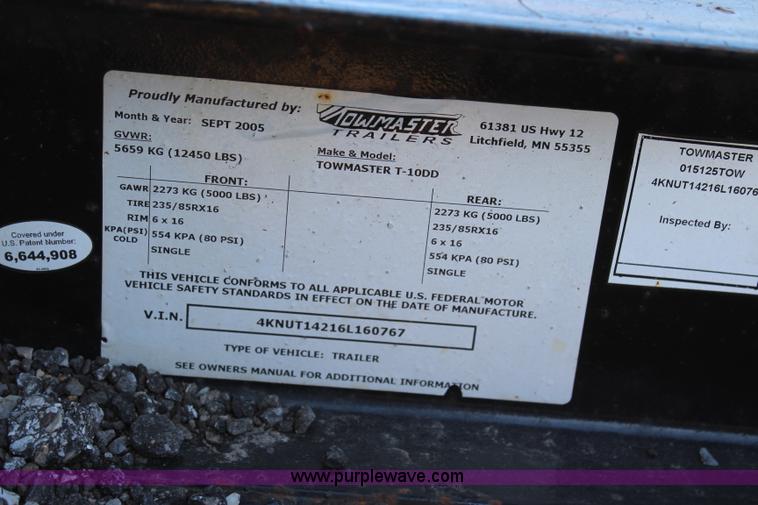 Proudly Manufactured by: TOWMASTER TRAILERS
61381 US Hwy 12
Litchfield, MN 55355
Month & Year: SEPT 2005
GVWR:
5659 KG (12450 LBS)
Make & Model:
TOWMASTER T-10DD
FRONT: REAR:
GAWR 2273 KG (5000 LBS) 2273 KG (5000 LBS)
TIRE 235/85RX16 235/85RX16
RIM 6 x 16 6 x 16
KPA(PSI) COLD 554 KPA (80 PSI) 554 KPA (80 PSI)
SINGLE SINGLE
THIS VEHICLE CONFORMS TO ALL APPLICABLE U.S. FEDERAL MOTOR
VEHICLE SAFETY STANDARDS IN EFFECT ON THE DATE OF MANUFACTURE.
V.I.N. 4KNUT14216L160767
TYPE OF VEHICLE: TRAILER
SEE OWNERS MANUAL FOR ADDITIONAL INFORMATION
Covered under
U.S. Patent Number:
6,644,908
TOWMASTER
015125TOW
4KNUT14216L16076
Inspected By:
www.purplewave.com